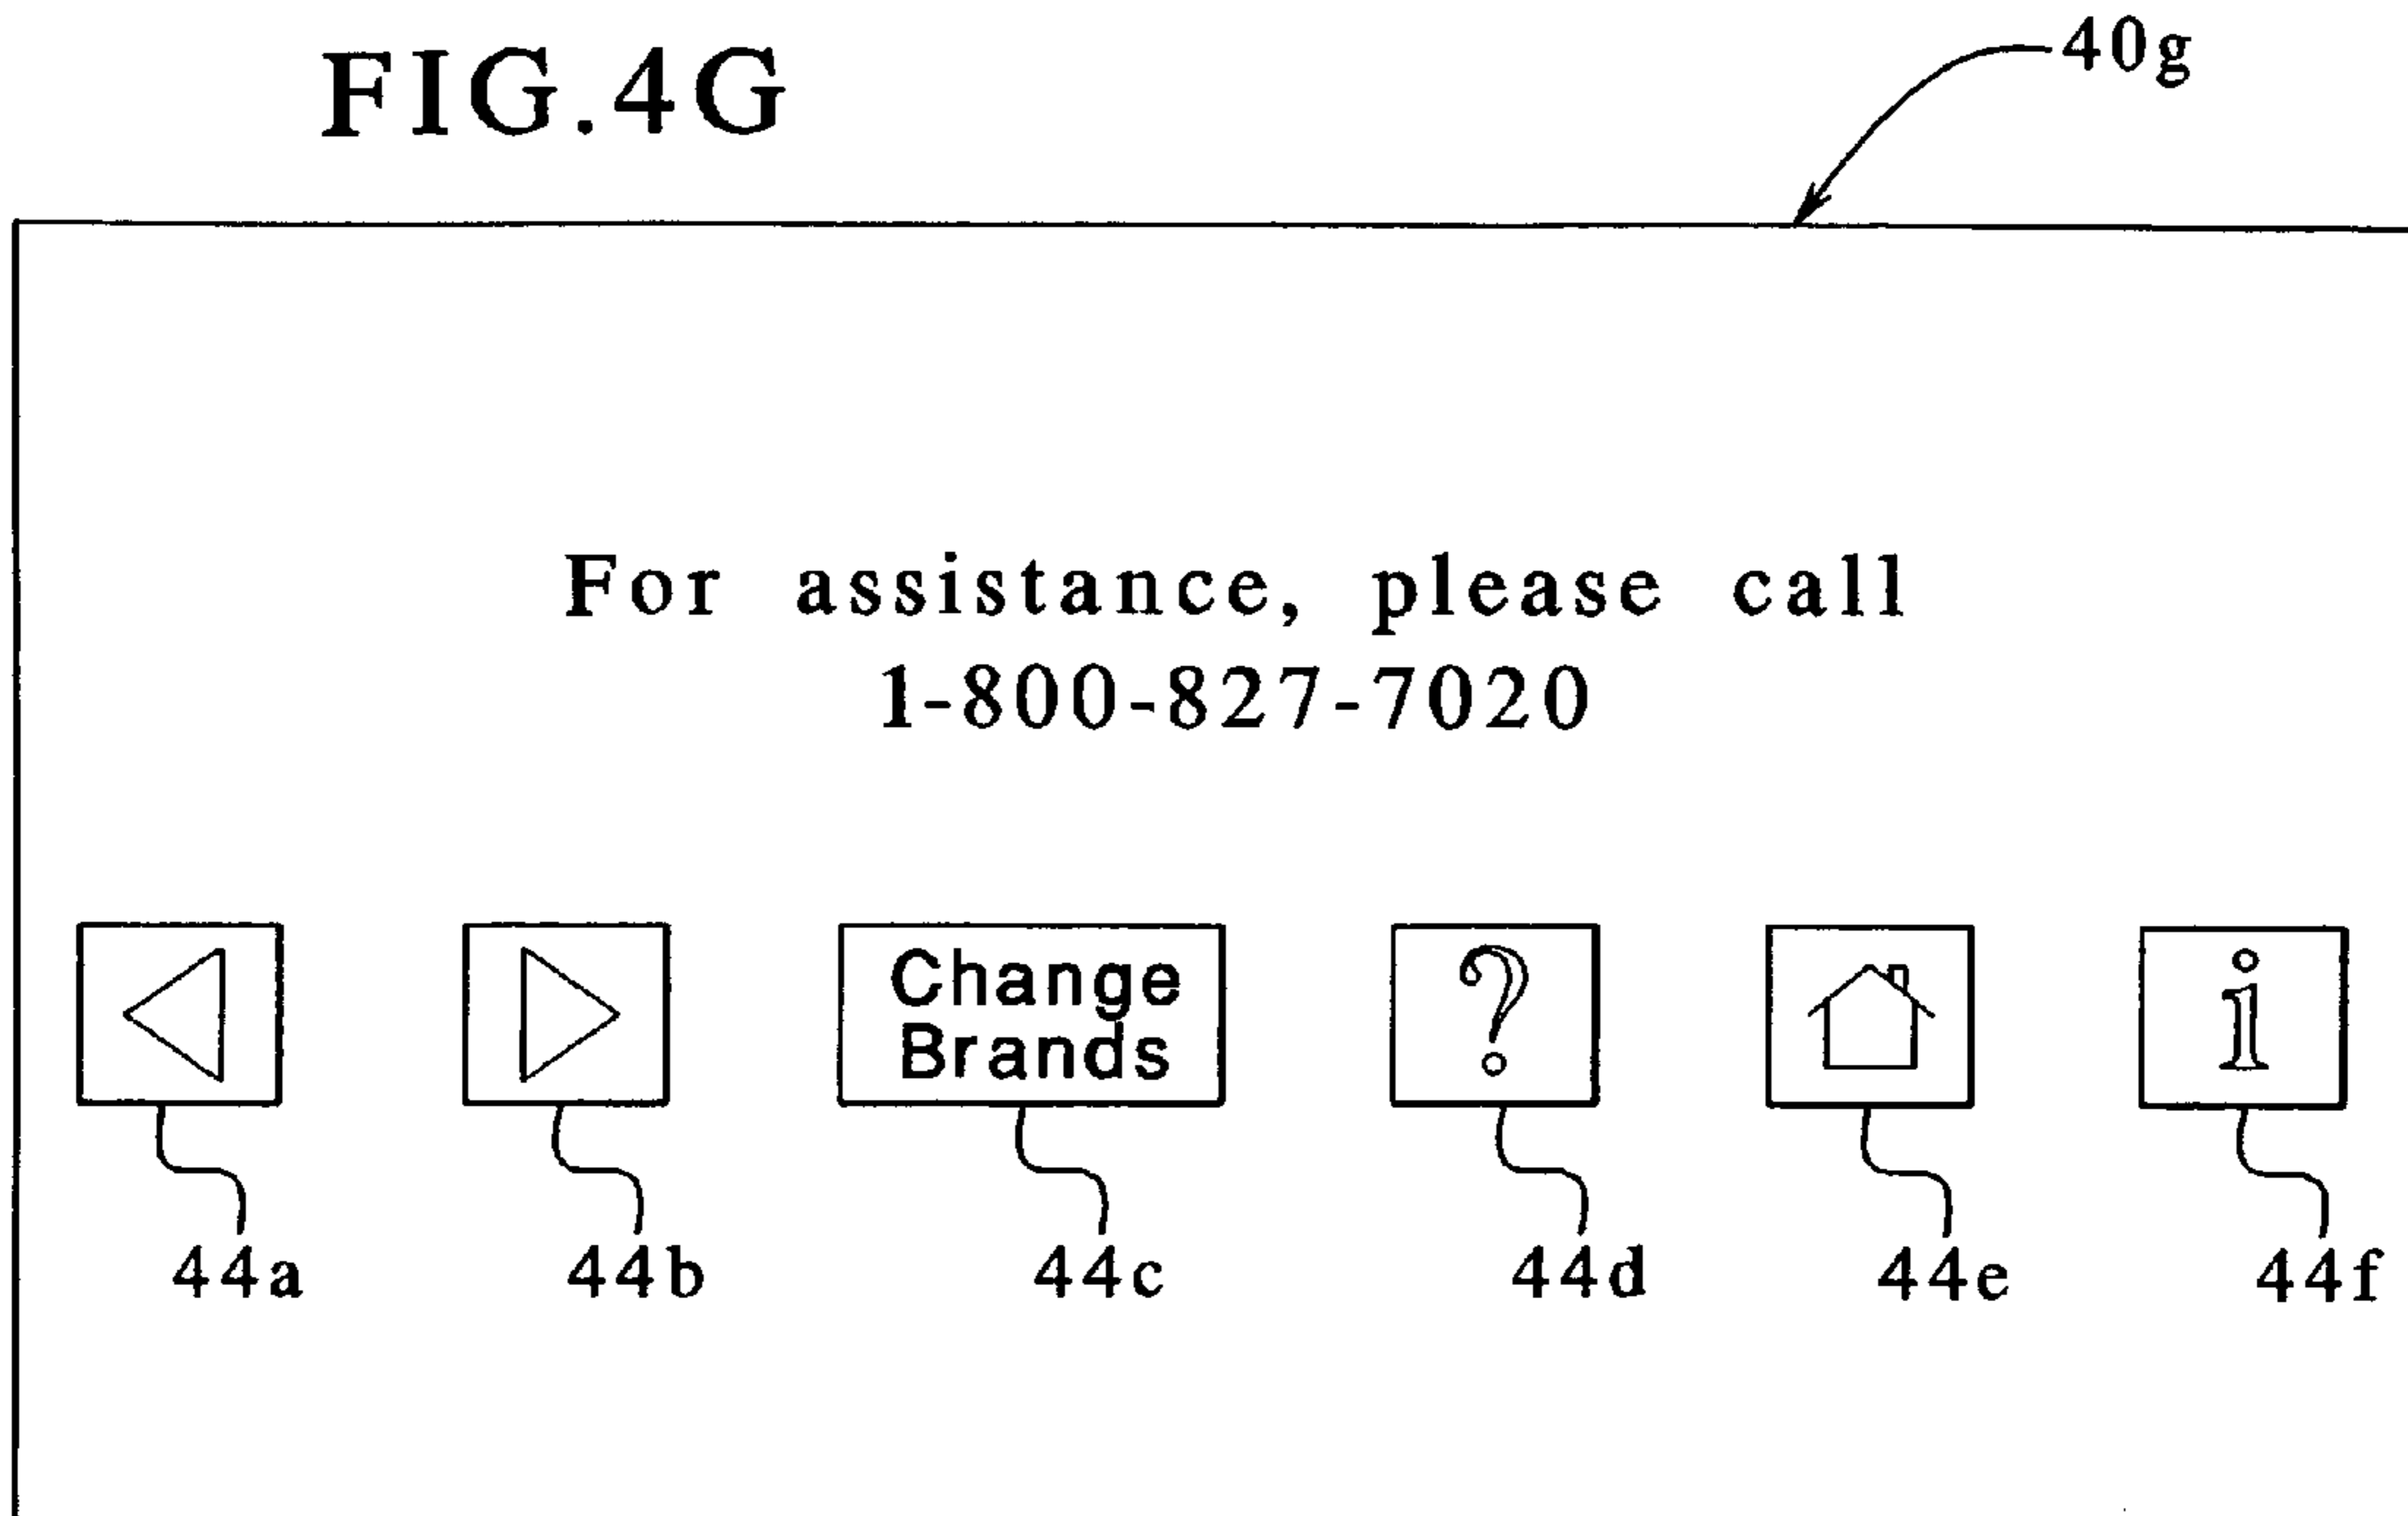 FIG.4G
40g
For assistance, please call
1-800-827-7020
Change
Brands
?
i
44a 44b 44c 44d 44e 44f